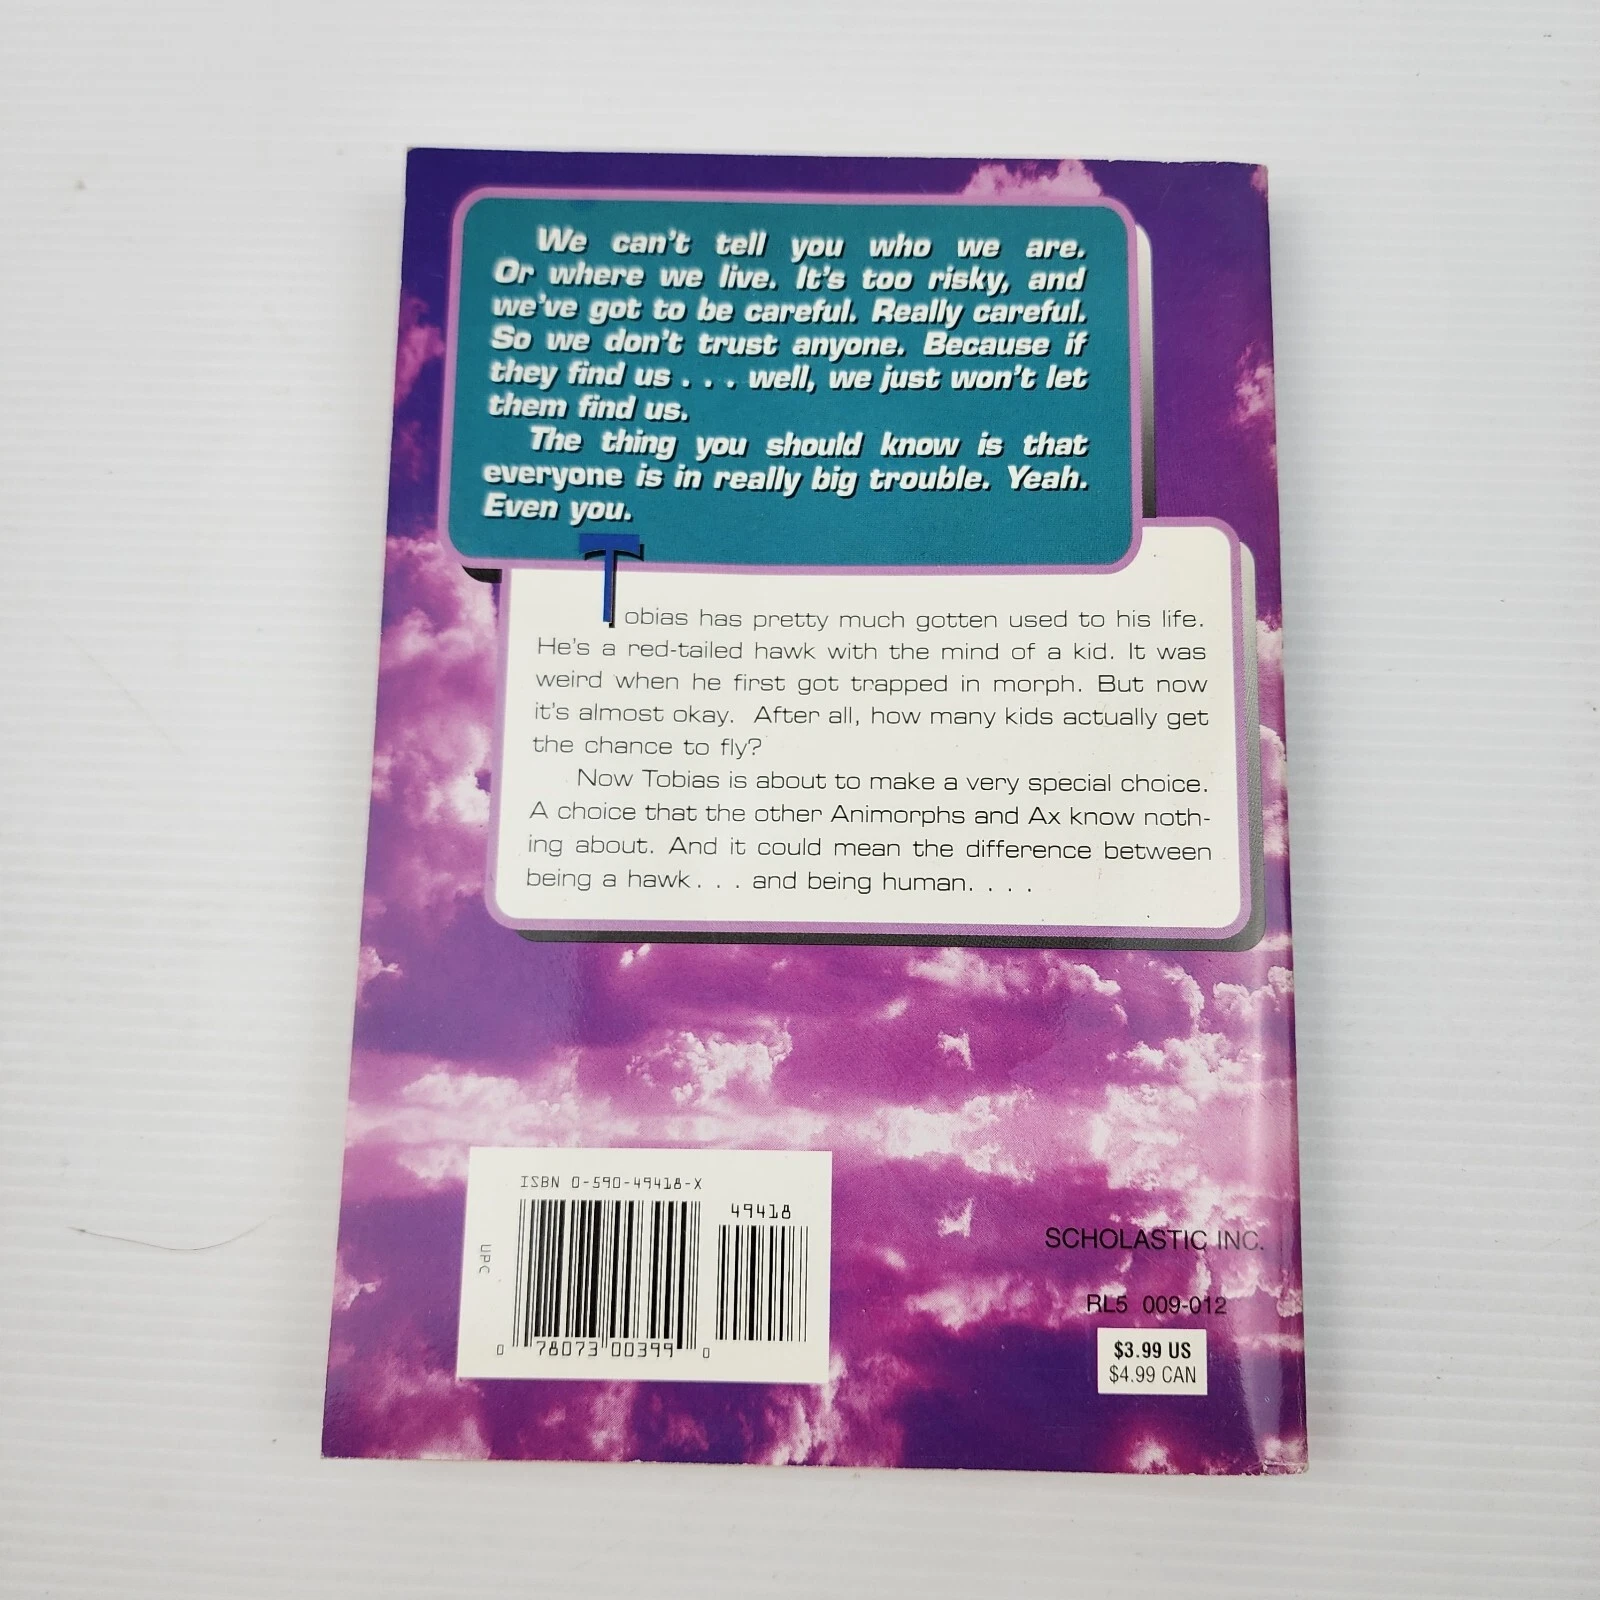 We can't tell you who we are.
Or where we live. It's too risky, and
we've got to be careful. Really careful.
So we don't trust anyone. Because if
they find us . . . well, we just won't let
them find us.
The thing you should know is that
everyone is in really big trouble. Yeah.
Even you.
Tobias has pretty much gotten used to his life.
He's a red-tailed hawk with the mind of a kid. It was
weird when he first got trapped in morph. But now
it's almost okay. After all, how many kids actually get
the chance to fly?
Now Tobias is about to make a very special choice.
A choice that the other Animorphs and Ax know noth-
ing about. And it could mean the difference between
being a hawk. . . and being human. . . .
ISBN 0-590-49418-X
49418
UPC
0 78073 00399 0
SCHOLASTIC INC.
RL5 009-012
$3.99 US
$4.99 CAN